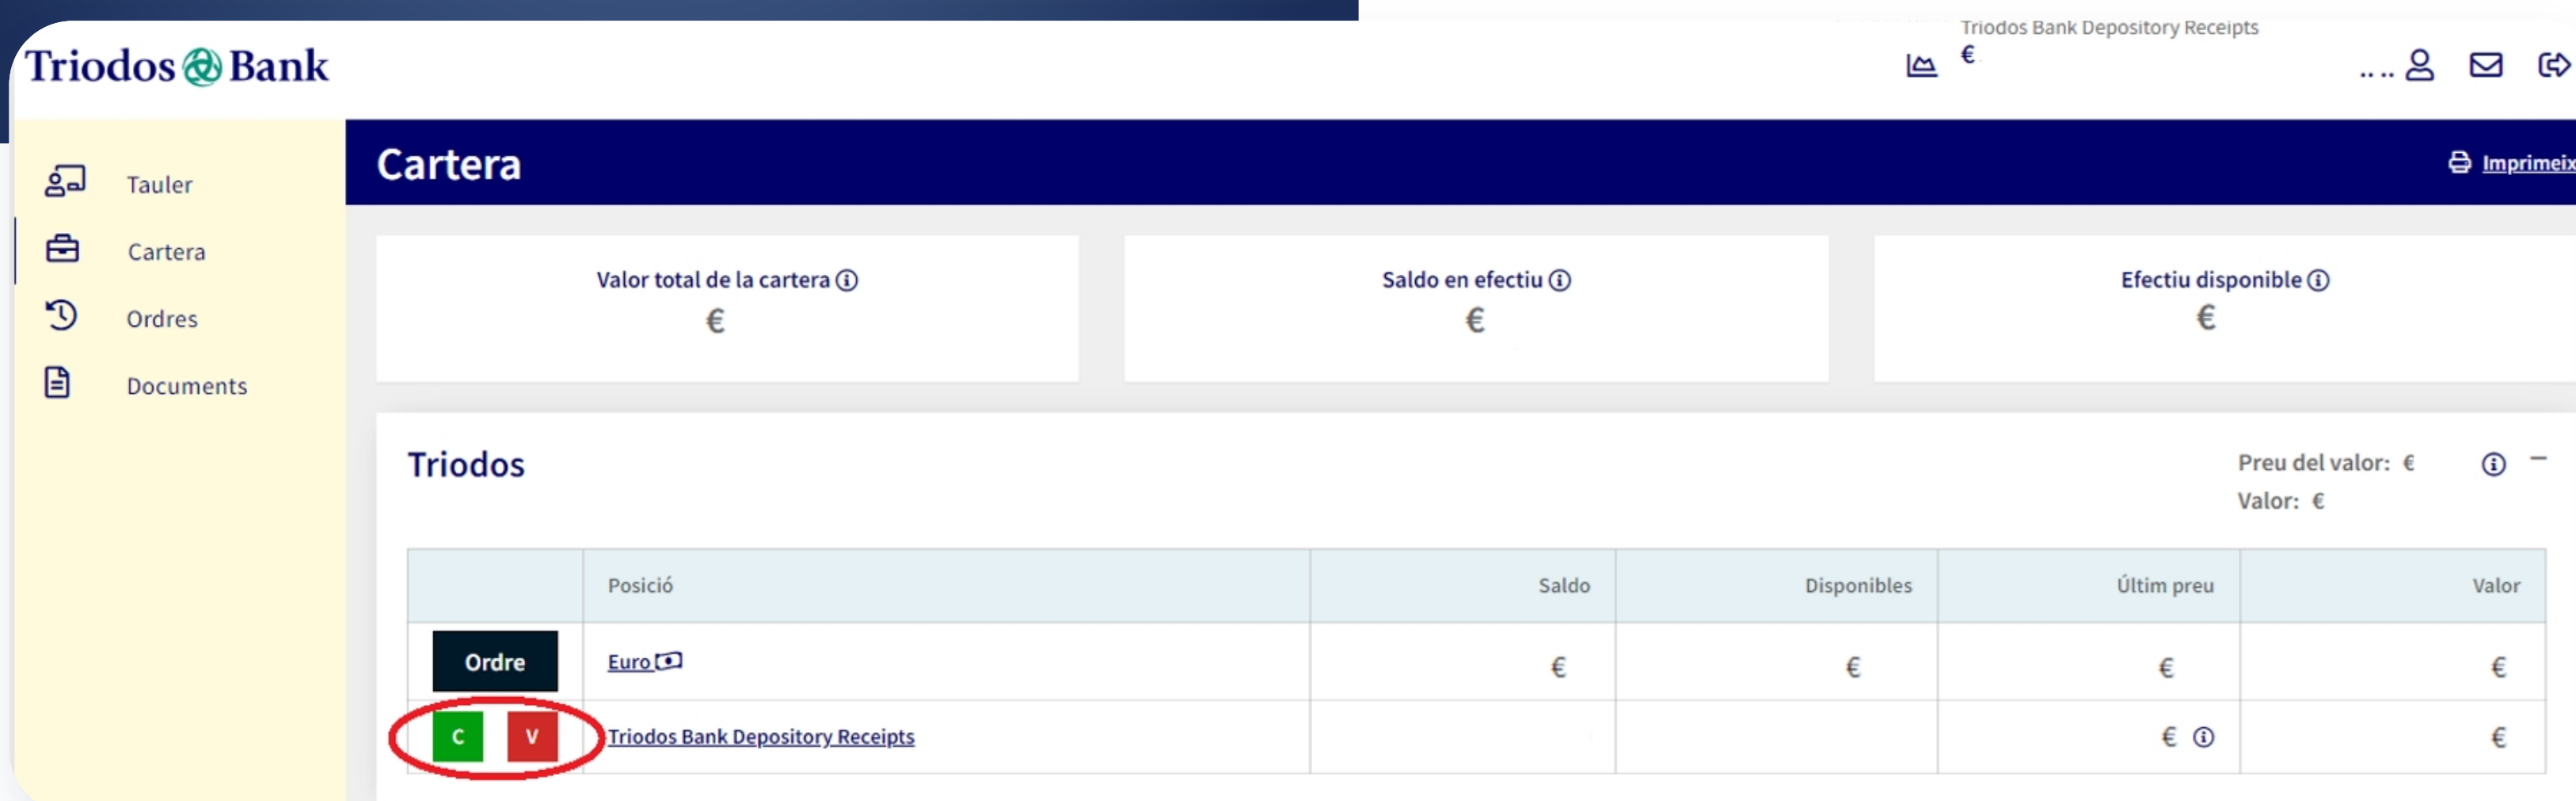 Triodos Bank
Triodos Bank Depository Receipts
€
.. ..
Tauler
Cartera
Ordres
Documents
Cartera
Imprimeix
Valor total de la cartera
€
Saldo en efectiu
€
Efectiu disponible
€
Triodos
Preu del valor: €
Valor: €
Posició Saldo Disponibles Últim preu Valor
Ordre Euro € € € €
C V Triodos Bank Depository Receipts € €